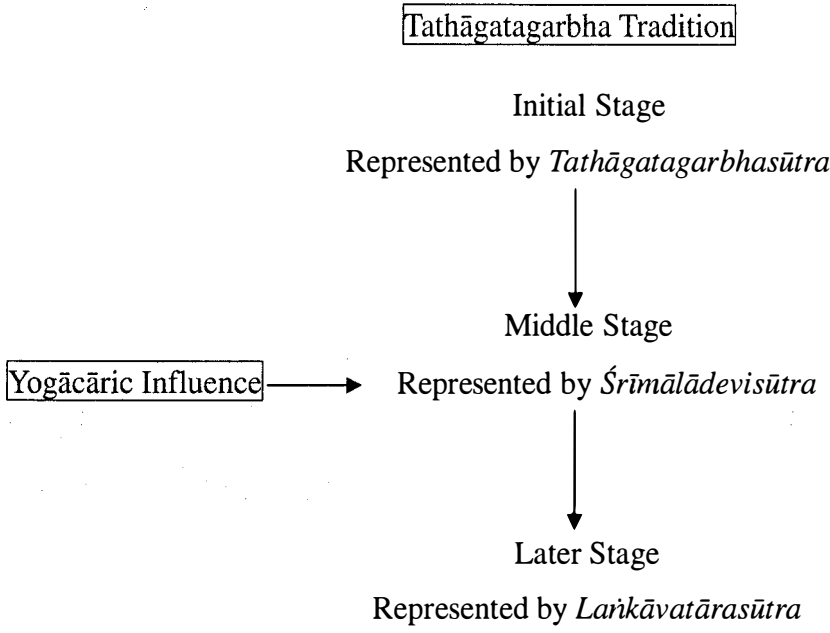 Tathāgatagarbha Tradition
Initial Stage
Represented by Tathāgatagarbhasūtra
Middle Stage
Yogācāric Influence
Represented by Śrīmālādevisūtra
Later Stage
Represented by Laṅkāvatārasūtra